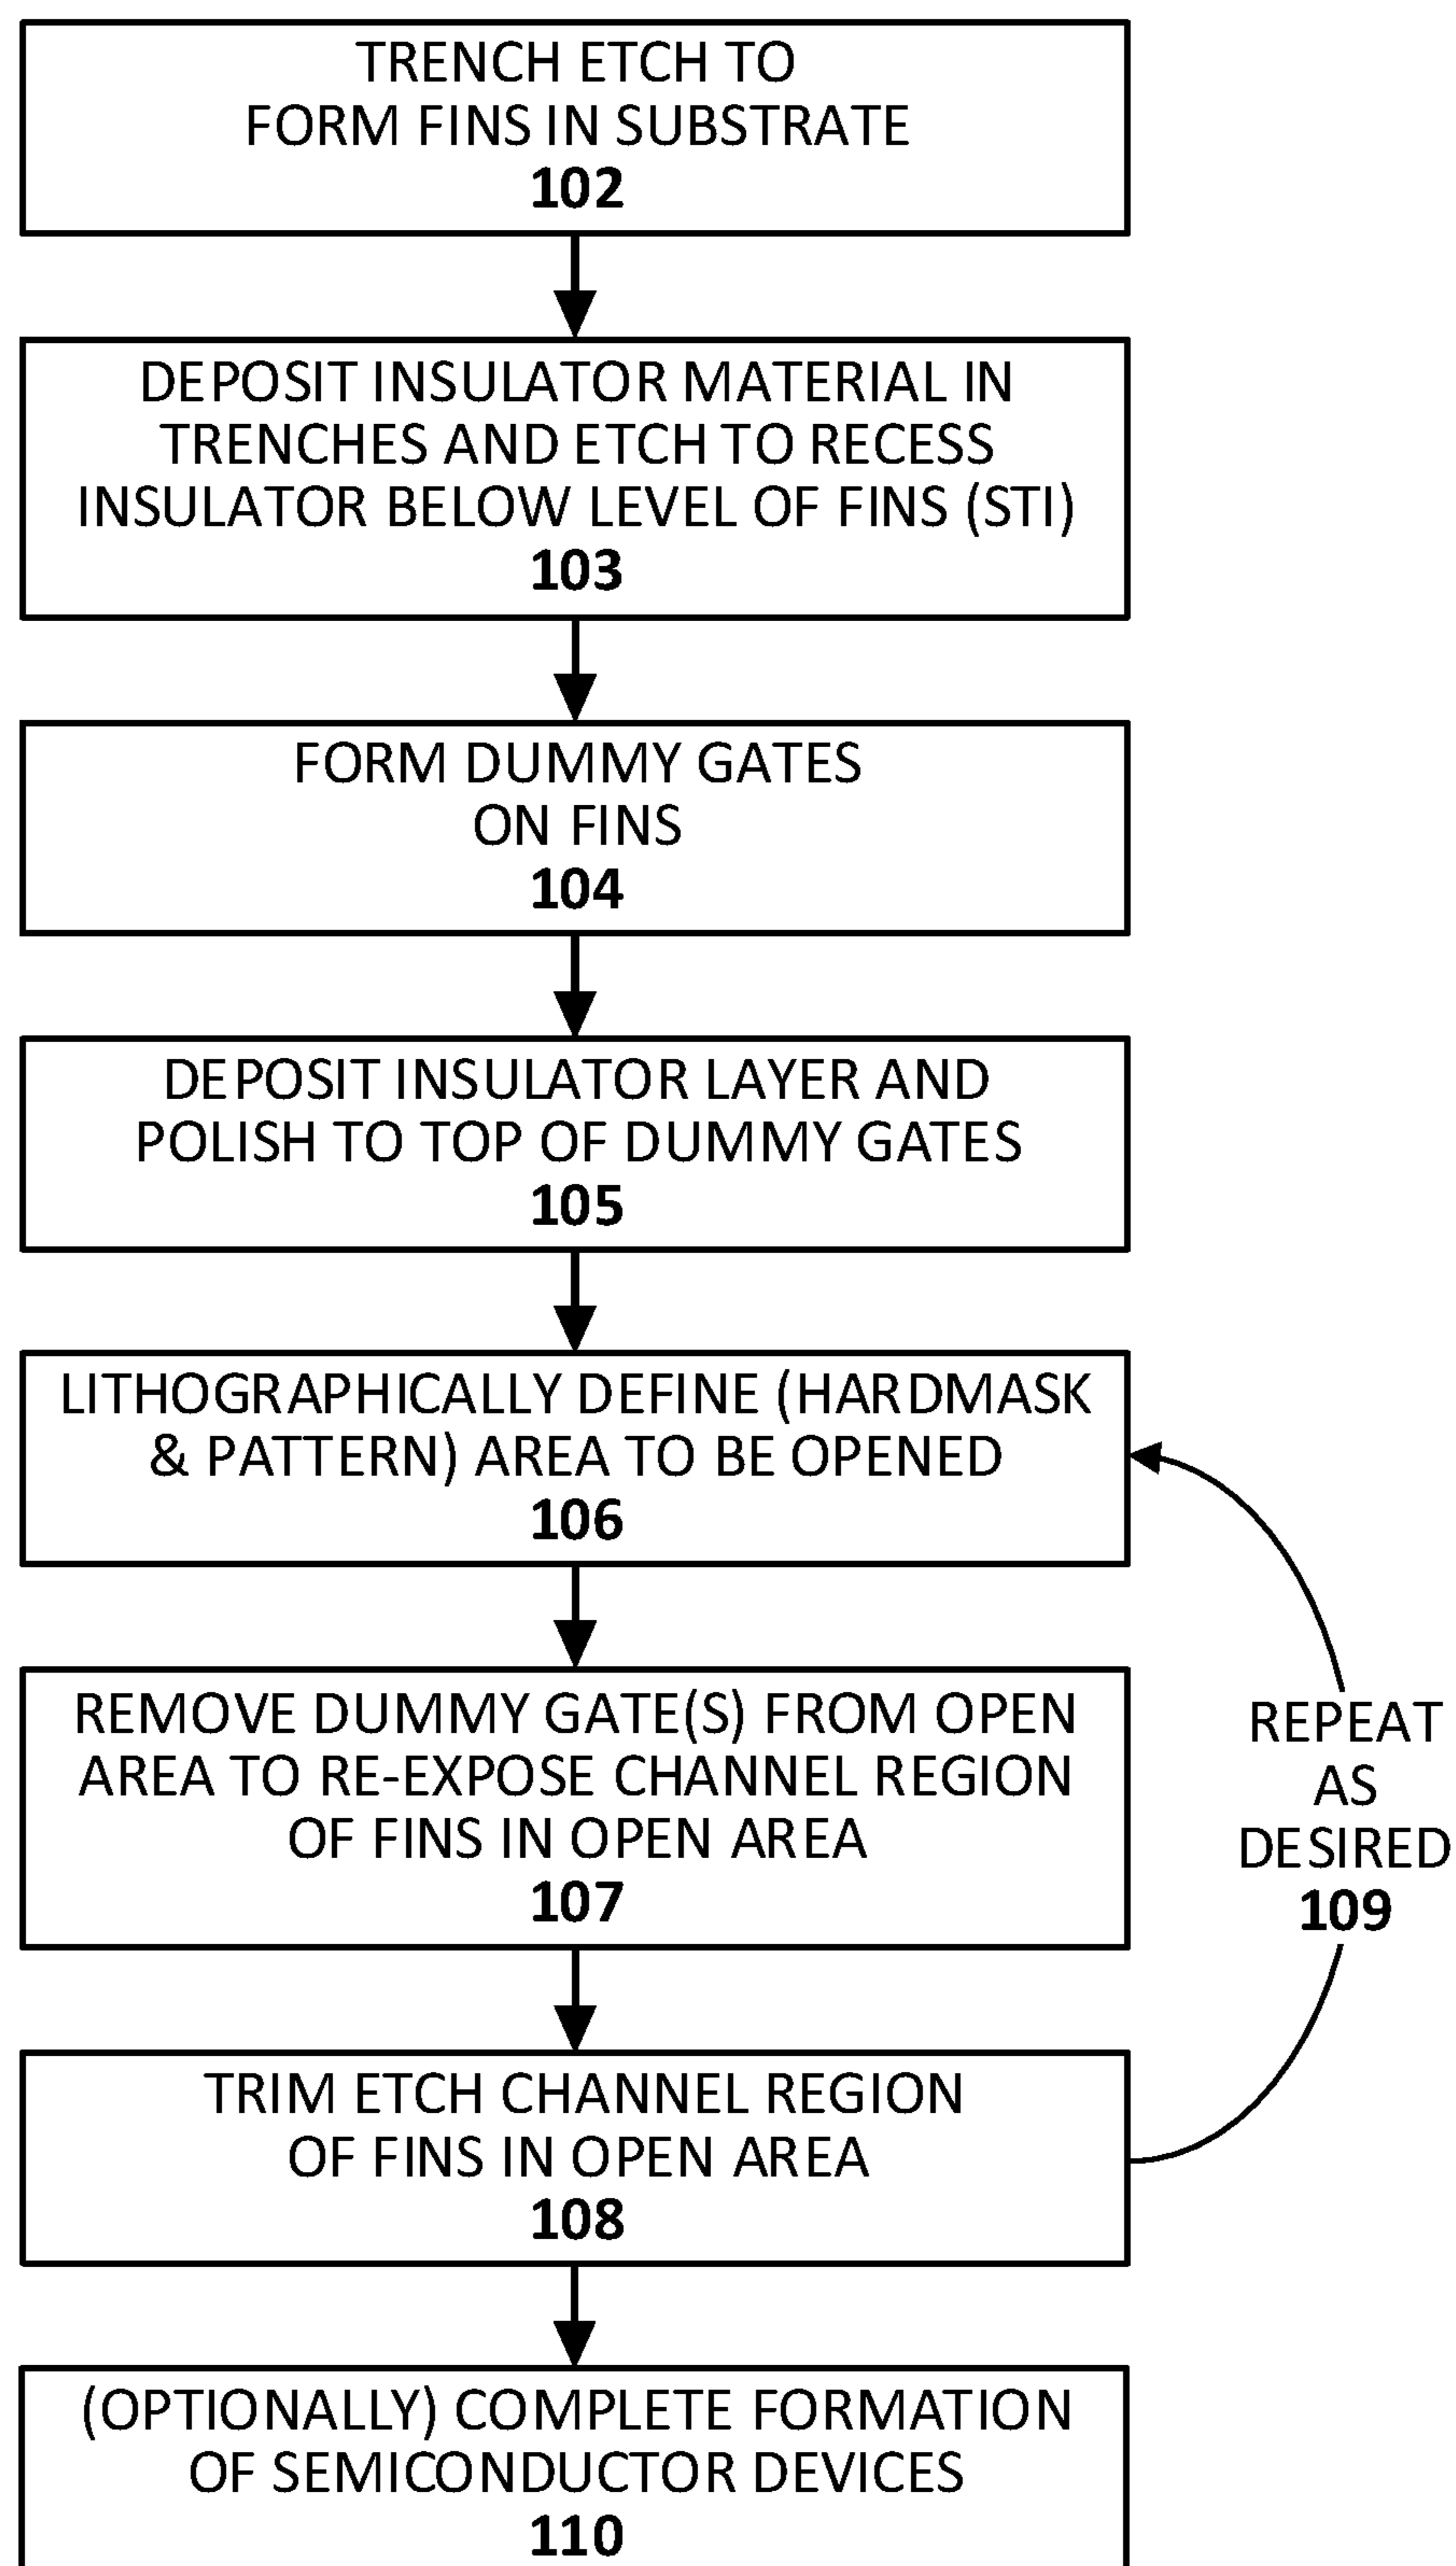 TRENCH ETCH TO
FORM FINS IN SUBSTRATE
102
DEPOSIT INSULATOR MATERIAL IN
TRENCHES AND ETCH TO RECESS
INSULATOR BELOW LEVEL OF FINS (STI)
103
FORM DUMMY GATES
ON FINS
104
DEPOSIT INSULATOR LAYER AND
POLISH TO TOP OF DUMMY GATES
105
LITHOGRAPHICALLY DEFINE (HARDMASK
& PATTERN) AREA TO BE OPENED
106
REMOVE DUMMY GATE(S) FROM OPEN
AREA TO RE-EXPOSE CHANNEL REGION
OF FINS IN OPEN AREA
107
TRIM ETCH CHANNEL REGION
OF FINS IN OPEN AREA
108
REPEAT
AS
DESIRED
109
(OPTIONALLY) COMPLETE FORMATION
OF SEMICONDUCTOR DEVICES
110